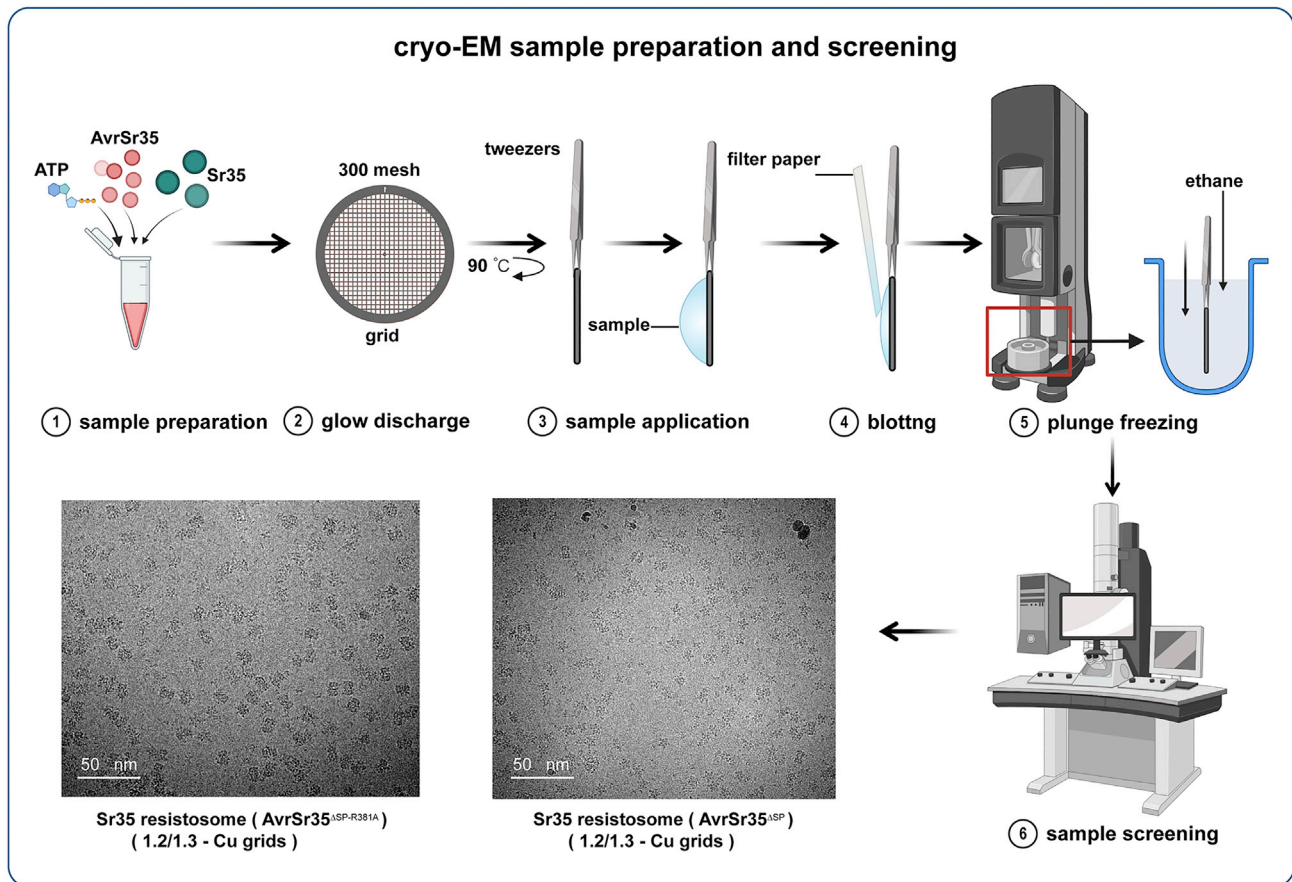 cryo-EM sample preparation and screening
AvrSr35
ATP
Sr35
300 mesh
grid
90 °C
tweezers
sample
filter paper
ethane
1 sample preparation
2 glow discharge
3 sample application
4 blottng
5 plunge freezing
50 nm
Sr35 resistosome ( AvrSr35ΔSP-R381A)
( 1.2/1.3 - Cu grids )
50 nm
Sr35 resistosome ( AvrSr35ΔSP)
( 1.2/1.3 - Cu grids )
6 sample screening